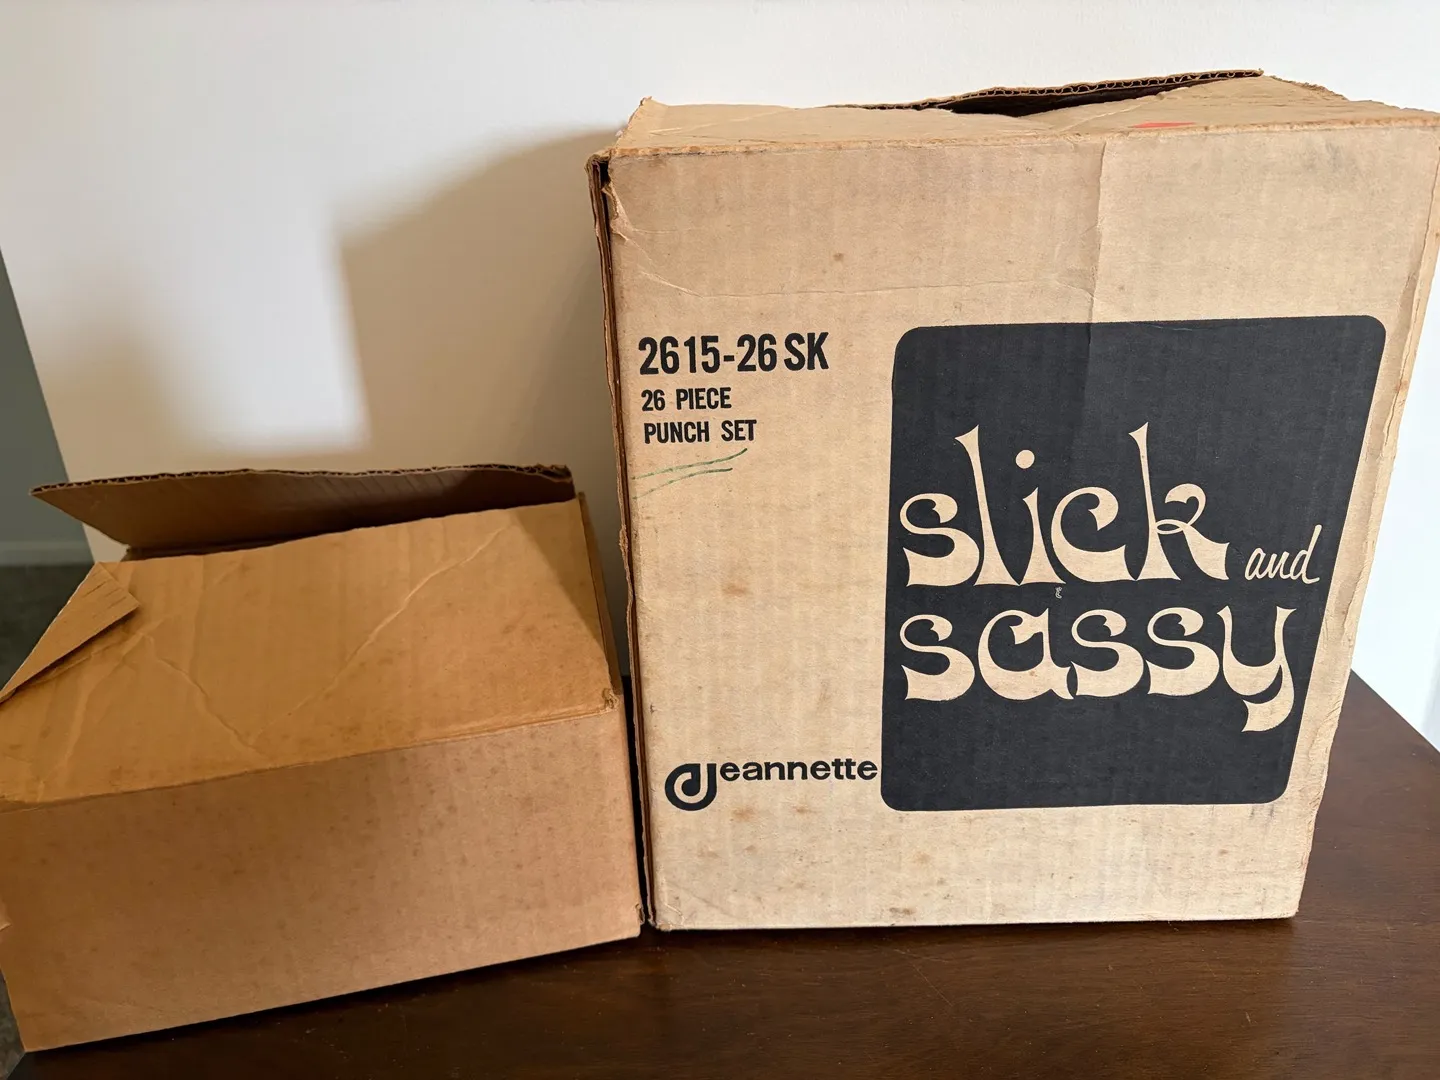 2615-26 SK
26 PIECE
PUNCH SET
slick and
sassy
Jeannette